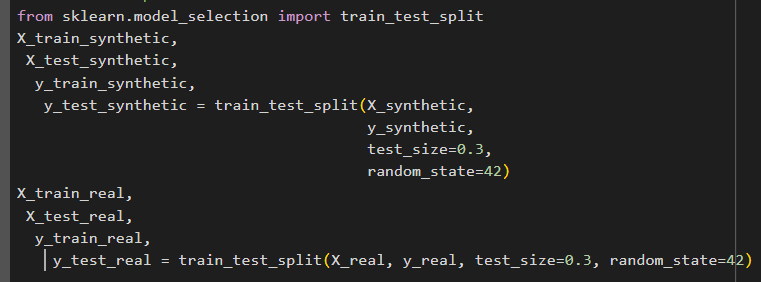 from sklearn.model_selection import train_test_split
X_train_synthetic,
 X_test_synthetic,
  y_train_synthetic,
   y_test_synthetic = train_test_split(X_synthetic,
                                       y_synthetic,
                                       test_size=0.3,
                                       random_state=42)
X_train_real,
 X_test_real,
  y_train_real,
    y_test_real = train_test_split(X_real, y_real, test_size=0.3, random_state=42)